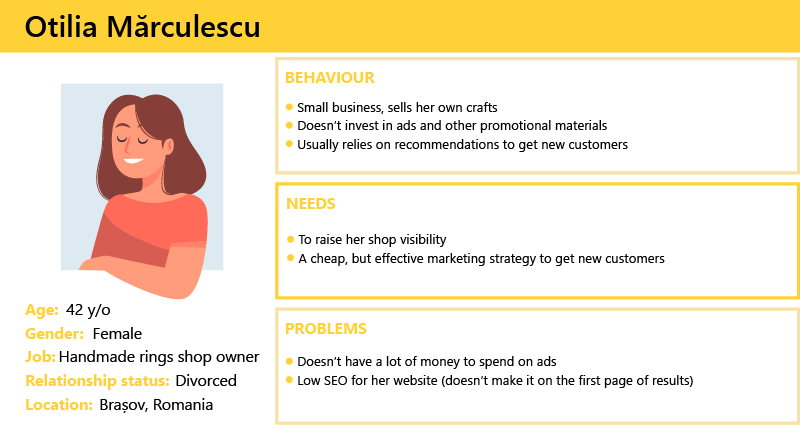 Otilia Mărculescu
BEHAVIOUR
● Small business, sells her own crafts
● Doesn’t invest in ads and other promotional materials
● Usually relies on recommendations to get new customers
NEEDS
● To raise her shop visibility
● A cheap, but effective marketing strategy to get new customers
PROBLEMS
● Doesn’t have a lot of money to spend on ads
● Low SEO for her website (doesn’t make it on the first page of results)
Age: 42 y/o
Gender: Female
Job: Handmade rings shop owner
Relationship status: Divorced
Location: Brașov, Romania